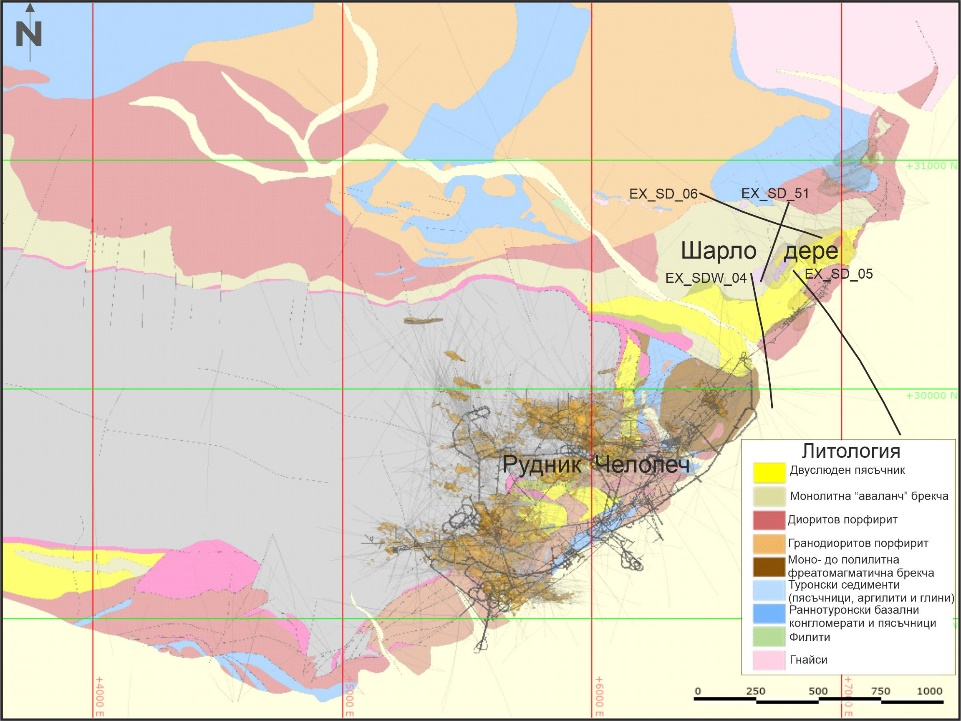 N
+31000 N
EX_SD_06
EX_SD_51
Шарло дере
EX_SDW_04
EX_SD_05
+30000 N
Рудник Челопеч
Литология
Двуслюден пясъчник
Монолитна "аваланч" брекча
Диоритов порфирит
Гранодиоритов порфирит
Моно- до полилитна
фреатомагматична брекча
Туронски седименти
(пясъчници, аргилити и глини)
Раннотуронски базални
конгломерати и пясъчници
Филити
Гнайси
+4000 E
+5000 E
+6000 E
+7000 E
0 250 500 750 1000